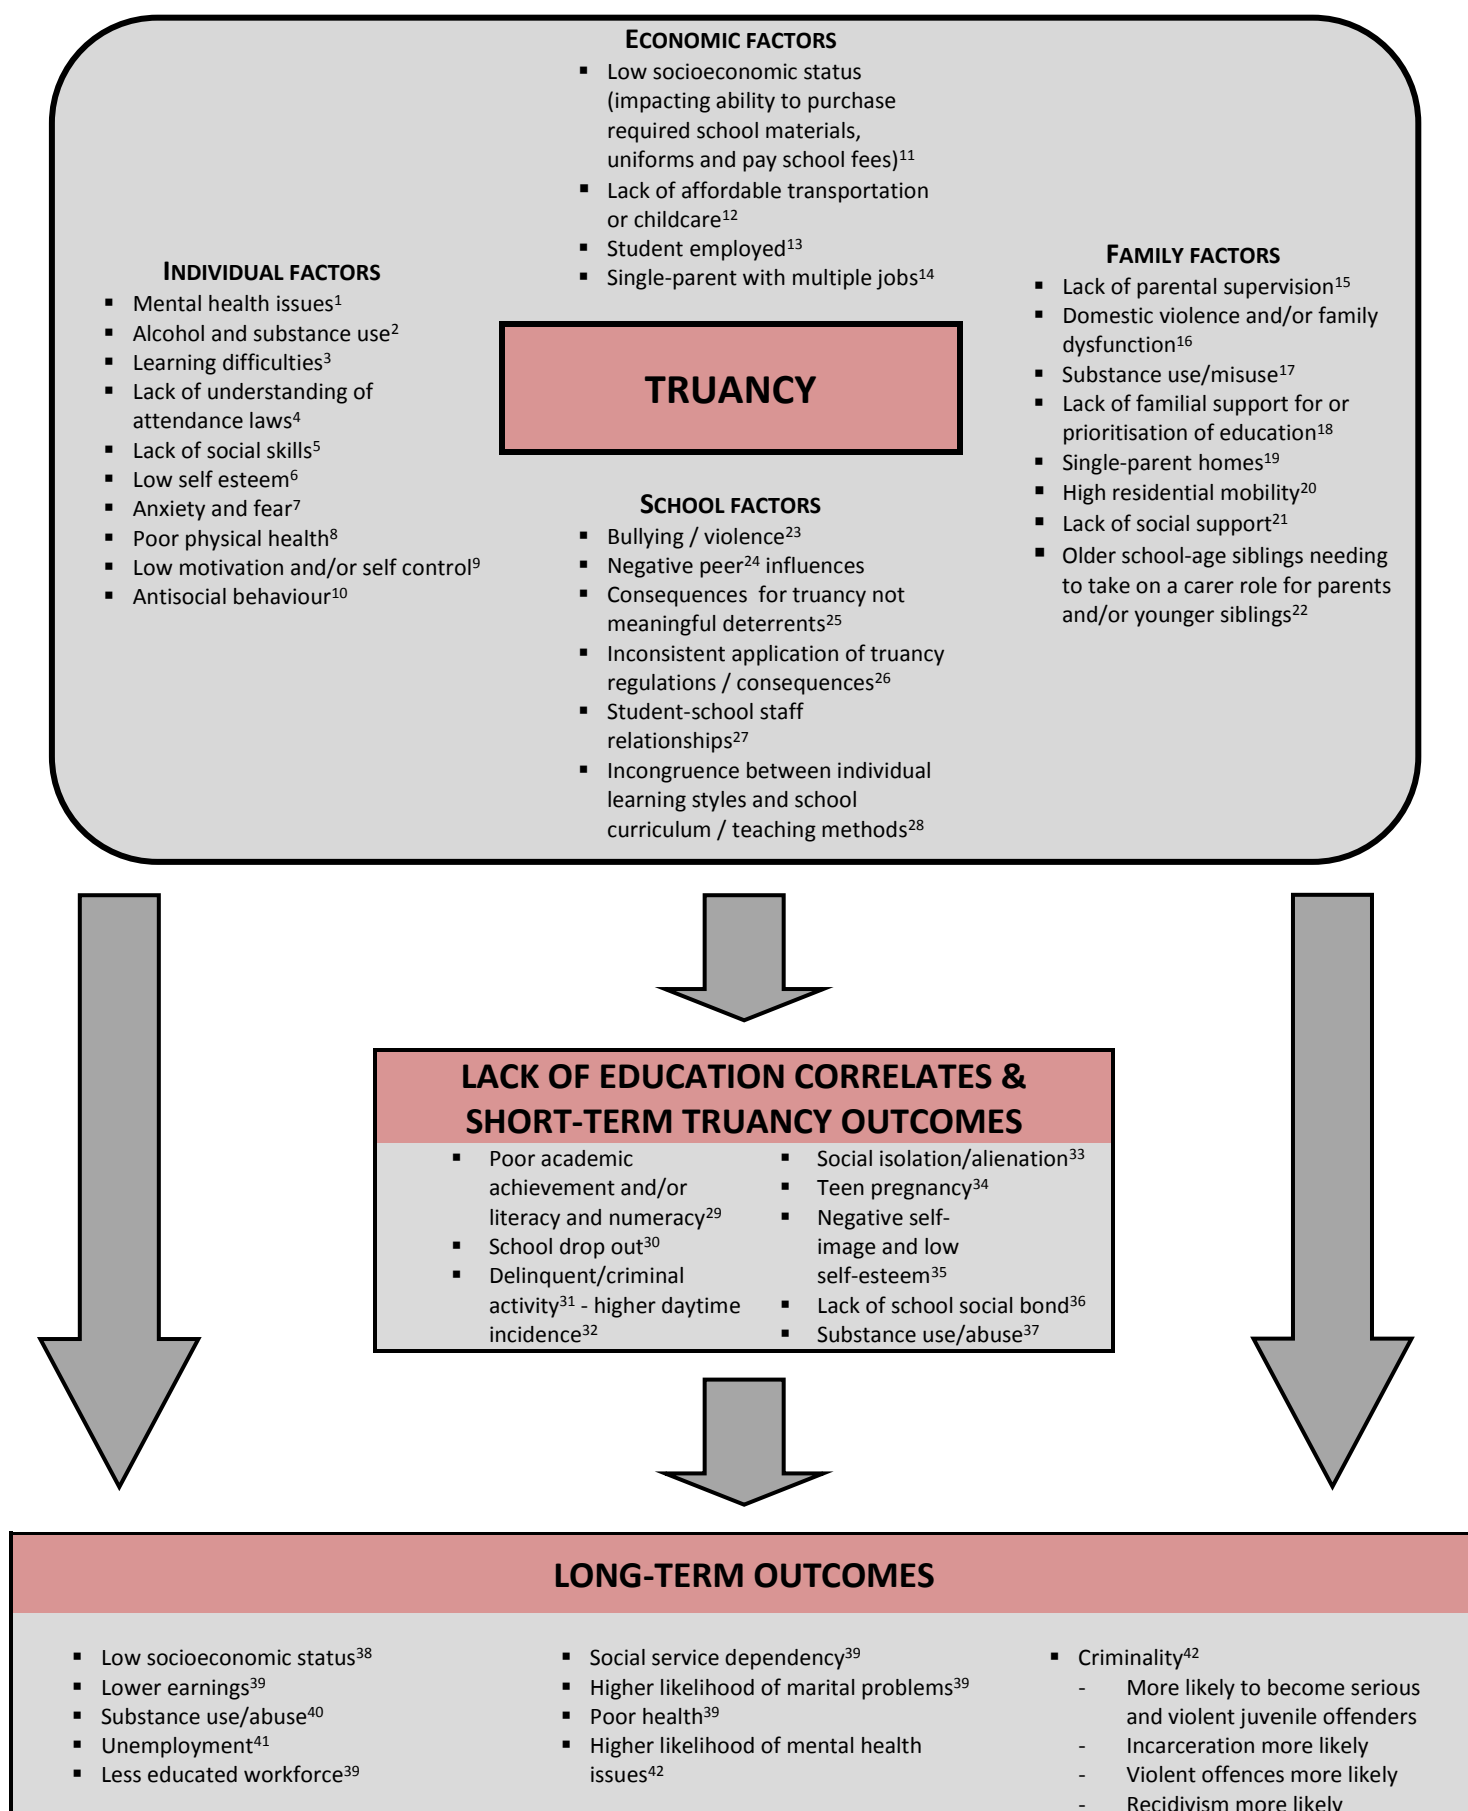 ECONOMIC FACTORS
▪ Low socioeconomic status
(impacting ability to purchase
required school materials,
uniforms and pay school fees)¹¹
▪ Lack of affordable transportation
or childcare¹²
▪ Student employed¹³
▪ Single-parent with multiple jobs¹⁴
INDIVIDUAL FACTORS
▪ Mental health issues¹
▪ Alcohol and substance use²
▪ Learning difficulties³
▪ Lack of understanding of
attendance laws⁴
▪ Lack of social skills⁵
▪ Low self esteem⁶
▪ Anxiety and fear⁷
▪ Poor physical health⁸
▪ Low motivation and/or self control⁹
▪ Antisocial behaviour¹⁰
TRUANCY
FAMILY FACTORS
▪ Lack of parental supervision¹⁵
▪ Domestic violence and/or family
dysfunction¹⁶
▪ Substance use/misuse¹⁷
▪ Lack of familial support for or
prioritisation of education¹⁸
▪ Single-parent homes¹⁹
▪ High residential mobility²⁰
▪ Lack of social support²¹
▪ Older school-age siblings needing
to take on a carer role for parents
and/or younger siblings²²
SCHOOL FACTORS
▪ Bullying / violence²³
▪ Negative peer²⁴ influences
▪ Consequences for truancy not
meaningful deterrents²⁵
▪ Inconsistent application of truancy
regulations / consequences²⁶
▪ Student-school staff
relationships²⁷
▪ Incongruence between individual
learning styles and school
curriculum / teaching methods²⁸
LACK OF EDUCATION CORRELATES &
SHORT-TERM TRUANCY OUTCOMES
▪ Poor academic
achievement and/or
literacy and numeracy²⁹
▪ School drop out³⁰
▪ Delinquent/criminal
activity³¹ - higher daytime
incidence³²
▪ Social isolation/alienation³³
▪ Teen pregnancy³⁴
▪ Negative self-
image and low
self-esteem³⁵
▪ Lack of school social bond³⁶
▪ Substance use/abuse³⁷
LONG-TERM OUTCOMES
▪ Low socioeconomic status³⁸
▪ Lower earnings³⁹
▪ Substance use/abuse⁴⁰
▪ Unemployment⁴¹
▪ Less educated workforce³⁹
▪ Social service dependency³⁹
▪ Higher likelihood of marital problems³⁹
▪ Poor health³⁹
▪ Higher likelihood of mental health
issues⁴²
▪ Criminality⁴²
- More likely to become serious
and violent juvenile offenders
- Incarceration more likely
- Violent offences more likely
- Recidivism more likely